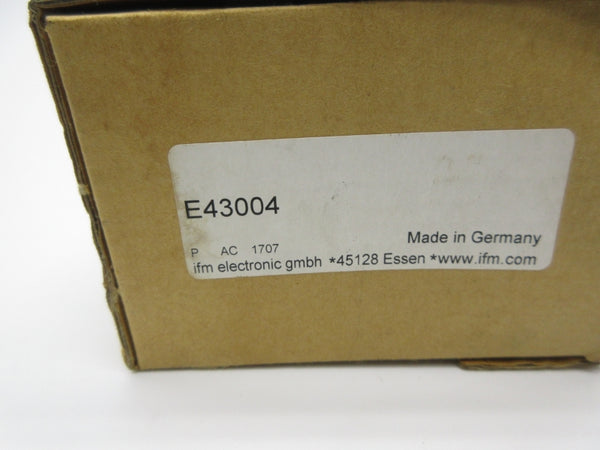 E43004
P AC 1707
Made in Germany
ifm electronic gmbh *45128 Essen *www.ifm.com